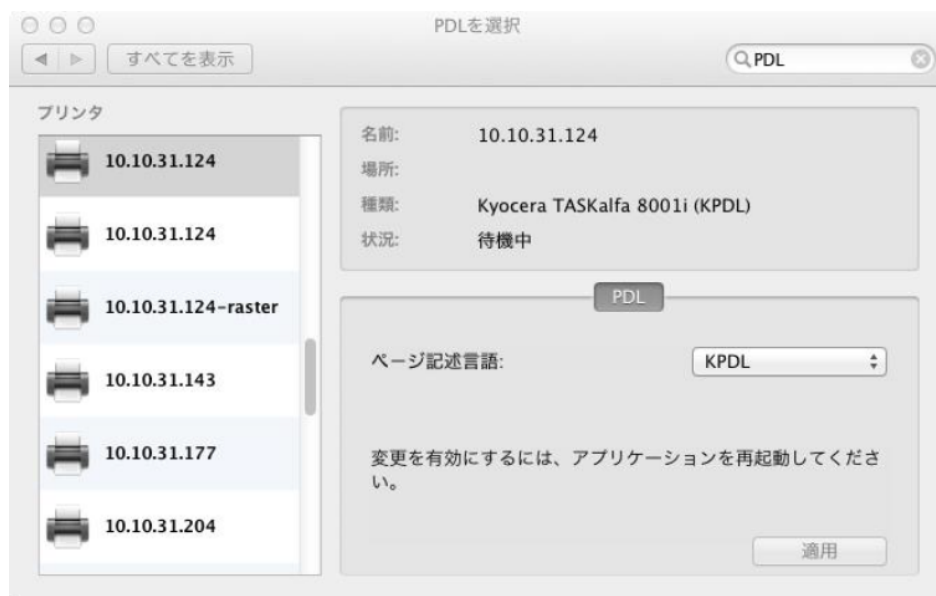 PDLを選択
すべてを表示
PDL
プリンタ
10.10.31.124
10.10.31.124
10.10.31.124-raster
10.10.31.143
10.10.31.177
10.10.31.204
名前: 10.10.31.124
場所:
種類: Kyocera TASKalfa 8001i (KPDL)
状況: 待機中
PDL
ページ記述言語: KPDL
変更を有効にするには、アプリケーションを再起動してくださ
い。
適用